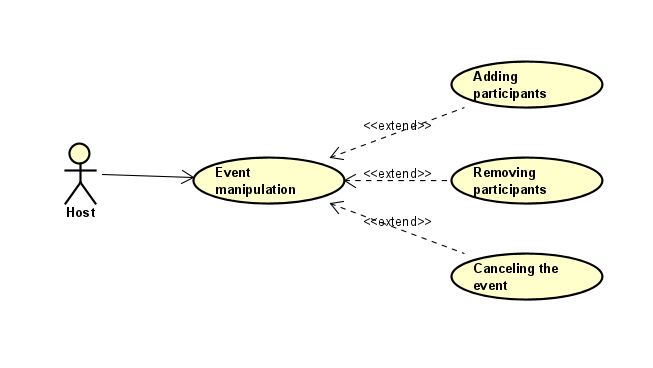 Adding
participants
<<extend>>
Host
Event
manipulation
<<extend>>
Removing
participants
<<extend>>
Canceling the
event